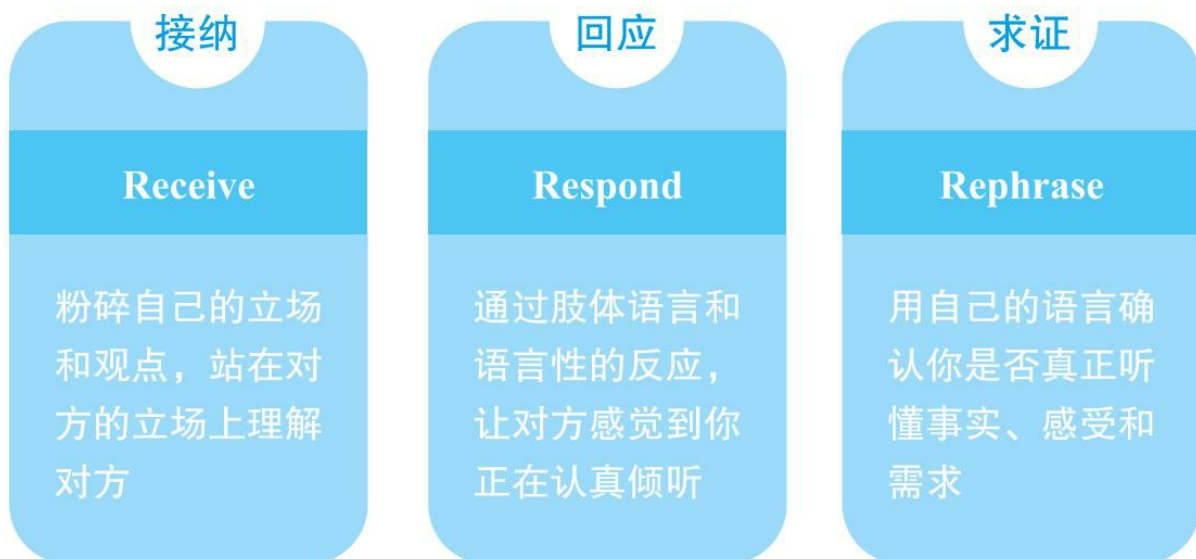 接纳
Receive
粉碎自己的立场
和观点，站在对
方的立场上理解
对方
回应
Respond
通过肢体语言和
语言性的反应，
让对方感觉到你
正在认真倾听
求证
Rephrase
用自己的语言确
认你是否真正听
懂事实、感受和
需求